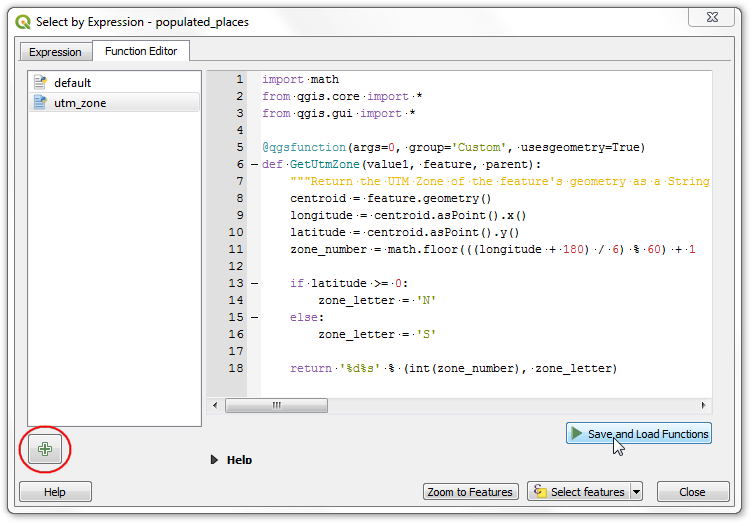 Select by Expression - populated_places
Expression
Function Editor
default
utm_zone
1 import math
2 from qgis.core import *
3 from qgis.gui import *
4
5 @qgsfunction(args=0, group='Custom', usesgeometry=True)
6 def GetUtmZone(value1, feature, parent):
7 """Return the UTM Zone of the feature's geometry as a String
8 centroid = feature.geometry()
9 longitude = centroid.asPoint().x()
10 latitude = centroid.asPoint().y()
11 zone_number = math.floor(((longitude + 180) / 6) % 60) + 1
12
13 if latitude >= 0:
14 zone_letter = 'N'
15 else:
16 zone_letter = 'S'
17
18 return '%d%s' % (int(zone_number), zone_letter)
Save and Load Functions
Help
Help
Zoom to Features
Select features
Close